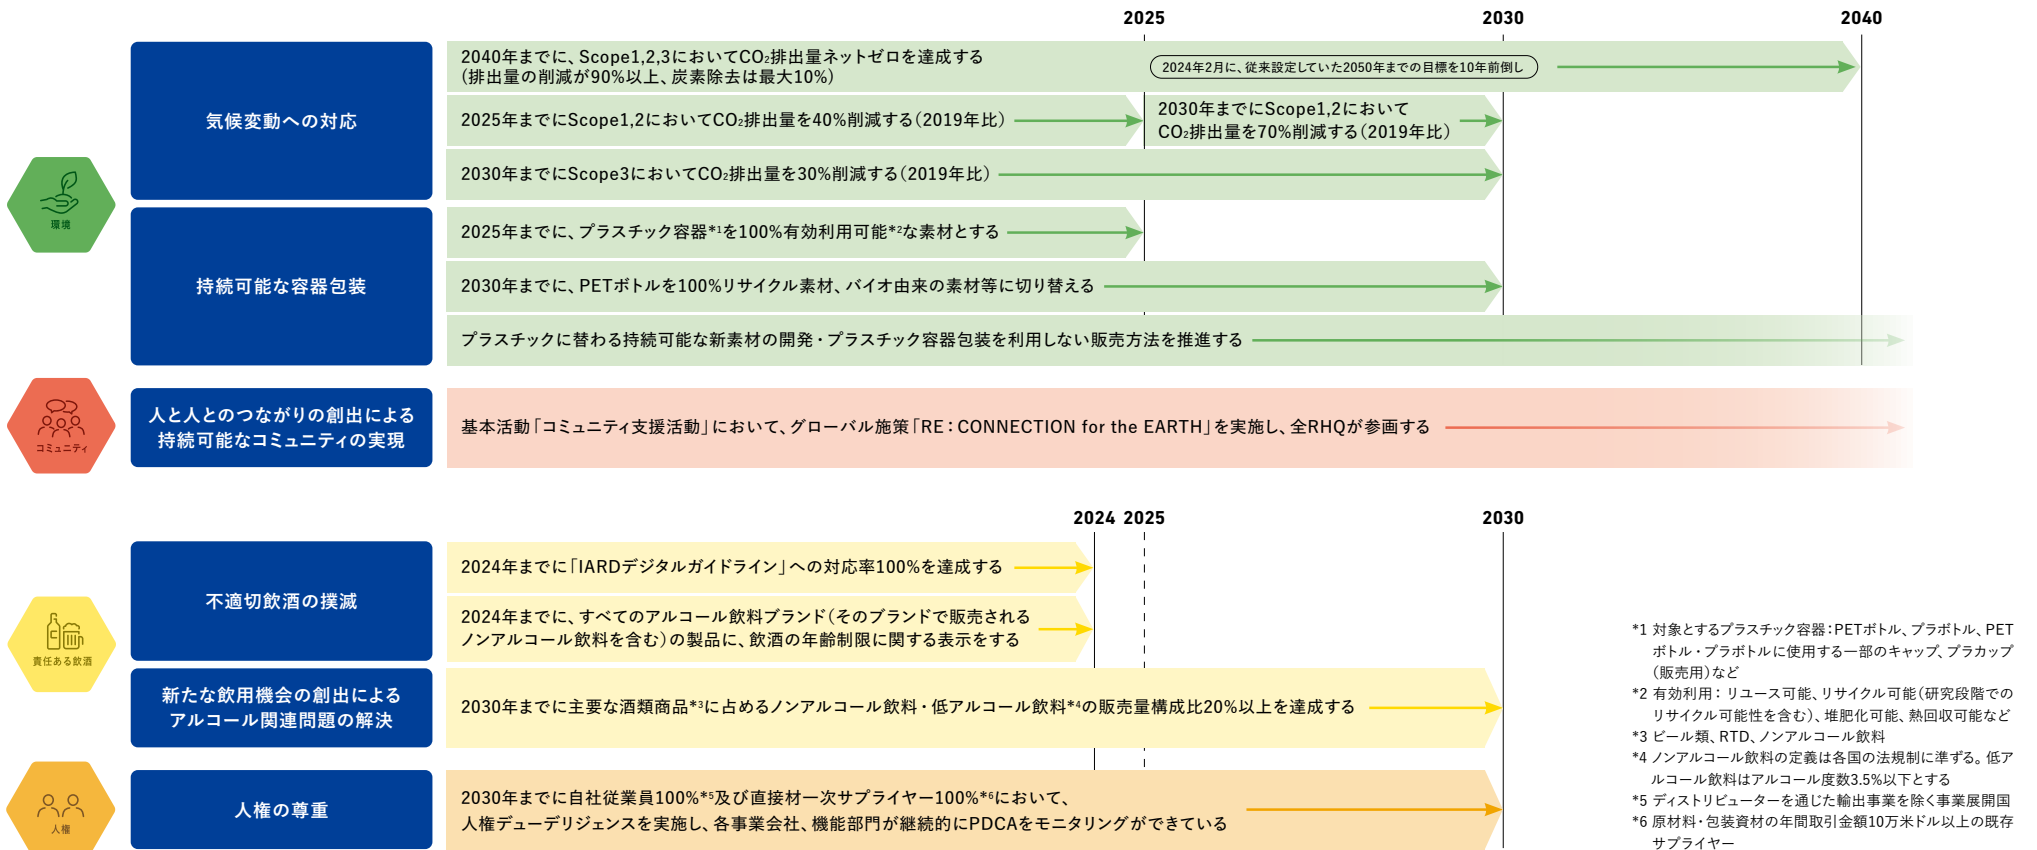 2025
2030
2040
環境
気候変動への対応
2040年までに、Scope1,2,3においてCO₂排出量ネットゼロを達成する
(排出量の削減が90%以上、炭素除去は最大10%)
2024年2月に、従来設定していた2050年までの目標を10年前倒し
2025年までにScope1,2においてCO₂排出量を40%削減する(2019年比)
2030年までにScope1,2において
CO₂排出量を70%削減する(2019年比)
2030年までにScope3においてCO₂排出量を30%削減する(2019年比)
持続可能な容器包装
2025年までに、プラスチック容器*1を100%有効利用可能*2な素材とする
2030年までに、PETボトルを100%リサイクル素材、バイオ由来の素材等に切り替える
プラスチックに替わる持続可能な新素材の開発・プラスチック容器包装を利用しない販売方法を推進する
コミュニティ
人と人とのつながりの創出による
持続可能なコミュニティの実現
基本活動「コミュニティ支援活動」において、グローバル施策「RE：CONNECTION for the EARTH」を実施し、全RHQが参画する
2024 2025
2030
責任ある飲酒
不適切飲酒の撲滅
2024年までに「IARDデジタルガイドライン」への対応率100%を達成する
2024年までに、すべてのアルコール飲料ブランド(そのブランドで販売される
ノンアルコール飲料を含む)の製品に、飲酒の年齢制限に関する表示をする
新たな飲用機会の創出による
アルコール関連問題の解決
2030年までに主要な酒類商品*3に占めるノンアルコール飲料・低アルコール飲料*4の販売量構成比20%以上を達成する
人権
人権の尊重
2030年までに自社従業員100%*5及び直接材一次サプライヤー100%*6において、
人権デューデリジェンスを実施し、各事業会社、機能部門が継続的にPDCAをモニタリングができている
*1 対象とするプラスチック容器：PETボトル、プラボトル、PET
ボトル・プラボトルに使用する一部のキャップ、プラカップ
(販売用)など
*2 有効利用：リユース可能、リサイクル可能(研究段階での
リサイクル可能性を含む)、堆肥化可能、熱回収可能など
*3 ビール類、RTD、ノンアルコール飲料
*4 ノンアルコール飲料の定義は各国の法規制に準ずる。低ア
ルコール飲料はアルコール度数3.5%以下とする
*5 ディストリビューターを通じた輸出事業を除く事業展開国
*6 原材料・包装資材の年間取引金額10万米ドル以上の既存
サプライヤー